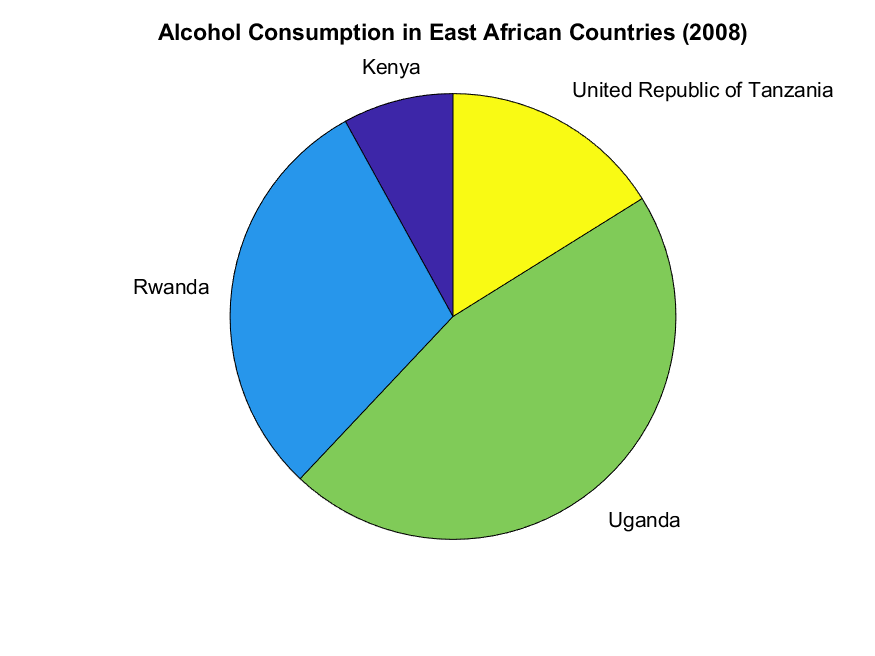 Alcohol Consumption in East African Countries (2008)
Kenya
United Republic of Tanzania
Rwanda
Uganda